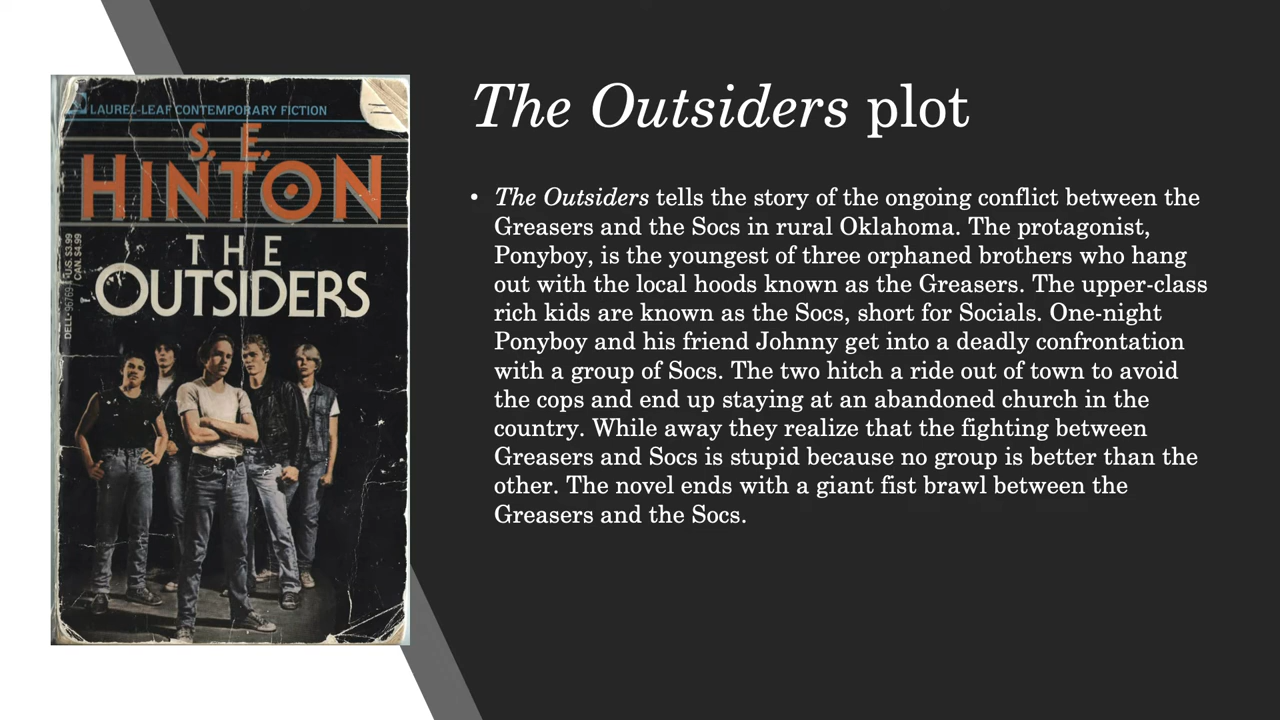 LAUREL-LEAF CONTEMPORARY FICTION
S. E.
HINTON
THE
OUTSIDERS
U.S. $3.99
CAN. $4.99
The Outsiders plot
• The Outsiders tells the story of the ongoing conflict between the
Greasers and the Socs in rural Oklahoma. The protagonist,
Ponyboy, is the youngest of three orphaned brothers who hang
out with the local hoods known as the Greasers. The upper-class
rich kids are known as the Socs, short for Socials. One-night
Ponyboy and his friend Johnny get into a deadly confrontation
with a group of Socs. The two hitch a ride out of town to avoid
the cops and end up staying at an abandoned church in the
country. While away they realize that the fighting between
Greasers and Socs is stupid because no group is better than the
other. The novel ends with a giant fist brawl between the
Greasers and the Socs.